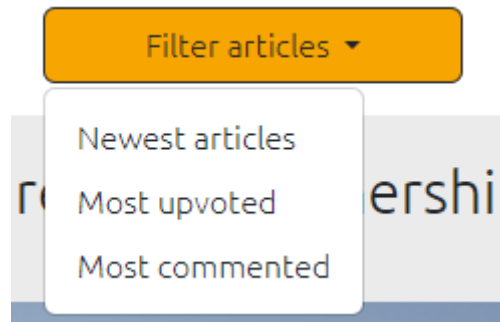 Filter articles
Newest articles
Most upvoted
Most commented